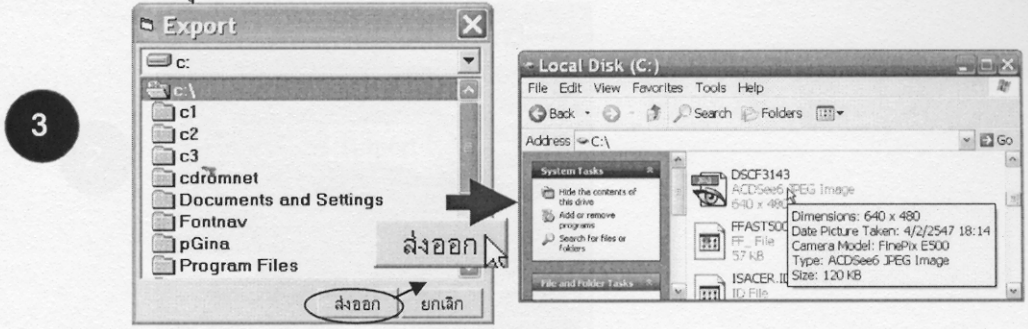 3
Export
c:
c:\
c1
c2
c3
cdromnet
Documents and Settings
Fontnav
pGina
Program Files
ส่งออก
ส่งออก
ยกเลิก
Local Disk (C:)
File Edit View Favorites Tools Help
Back Search Folders
Address C:\ Go
System Tasks
Hide the contents of
this drive
Add or remove
programs
Search for files or
folders
File and Folder Tasks
DSCF3143
ACDSee6 JPEG Image
640 x 480
FFAST500
FF_ File
57 KB
ISACER.ID
ID File
Dimensions: 640 x 480
Date Picture Taken: 4/2/2547 18:14
Camera Model: FinePix E500
Type: ACDSee6 JPEG Image
Size: 120 KB